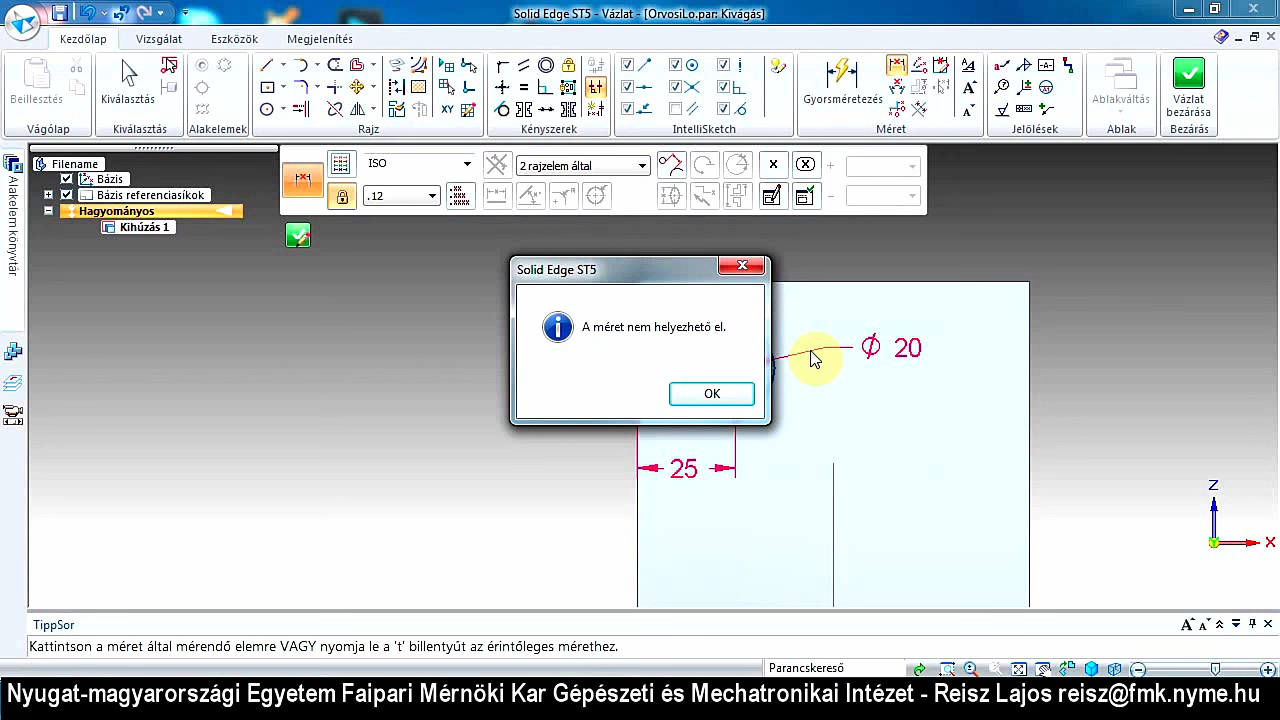 Solid Edge ST5 - Vázlat - [OrvosiLo.par: Kivágás]
Kezdőlap Vizsgálat Eszközök Megjelenítés
Beillesztés Kiválasztás Gyorsméretezés Ablakváltás Vázlat bezárása
Vágólap Kiválasztás Alakelemek Rajz Kényszerek IntelliSketch Méret Jelölések Ablak Bezárás
Alakelem könyvtár
Filename
Bázis
Bázis referenciasíkok
Hagyományos
Kihúzás 1
ISO 2 rajzelem által
.12
Solid Edge ST5
A méret nem helyezhető el.
OK
Ø 20
25
Z
X
TippSor
Kattintson a méret által mérendő elemre VAGY nyomja le a 't' billentyűt az érintőleges mérethez.
Parancskereső
Nyugat-magyarországi Egyetem Faipari Mérnöki Kar Gépészeti és Mechatronikai Intézet - Reisz Lajos reisz@fmk.nyme.hu